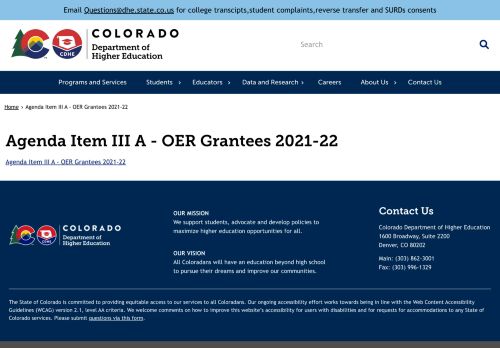 Email Questions@dhe.state.co.us for college transcipts,student complaints,reverse transfer and SURDs consents
CO
CDHE
COLORADO
Department of
Higher Education
Search
Programs and Services
Students
Educators
Data and Research
Careers
About Us
Contact Us
Home > Agenda Item III A - OER Grantees 2021-22
Agenda Item III A - OER Grantees 2021-22
Agenda Item III A - OER Grantees 2021-22
COLORADO
Department of
Higher Education
OUR MISSION
We support students, advocate and develop policies to
maximize higher education opportunities for all.
OUR VISION
All Coloradans will have an education beyond high school
to pursue their dreams and improve our communities.
Contact Us
Colorado Department of Higher Education
1600 Broadway, Suite 2200
Denver, CO 80202
Main: (303) 862-3001
Fax: (303) 996-1329
The State of Colorado is committed to providing equitable access to our services to all Coloradans. Our ongoing accessibility effort works towards being in line with the Web Content Accessibility
Guidelines (WCAG) version 2.1, level AA criteria. We welcome comments on how to improve this website's accessibility for users with disabilities and for requests for accommodations to any State of
Colorado services. Please submit questions via this form.